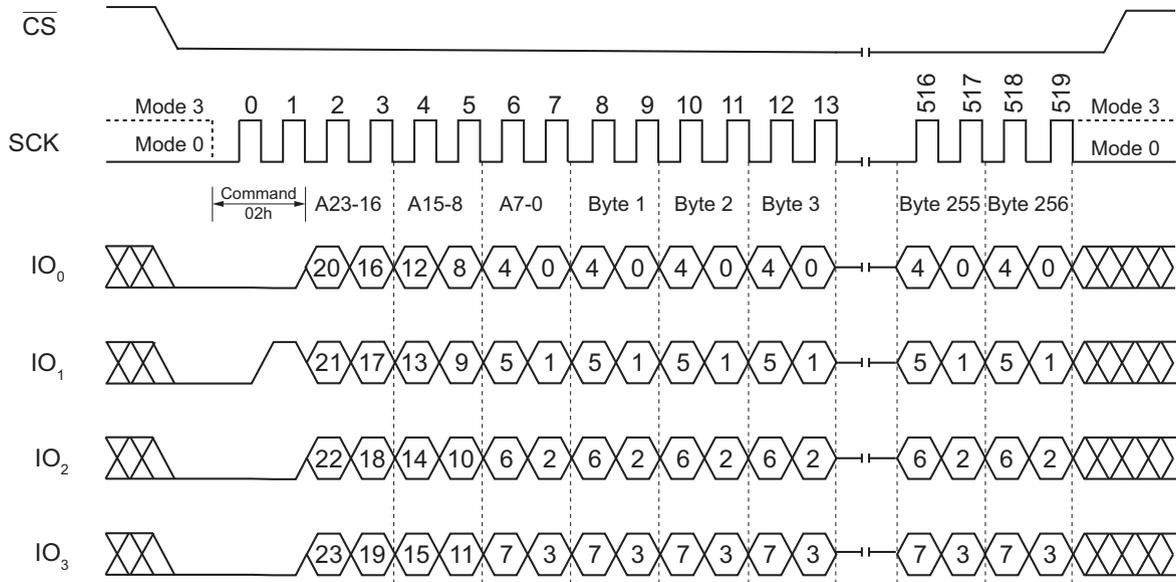 CS
0 1 2 3 4 5 6 7 8 9 10 11 12 13 516 517 518 519
Mode 3 Mode 3
SCK Mode 0 Mode 0
Command
02h
A23-16 A15-8 A7-0 Byte 1 Byte 2 Byte 3 Byte 255 Byte 256
IO0 20 16 12 8 4 0 4 0 4 0 4 0 4 0 4 0
IO1 21 17 13 9 5 1 5 1 5 1 5 1 5 1 5 1
IO2 22 18 14 10 6 2 6 2 6 2 6 2 6 2 6 2
IO3 23 19 15 11 7 3 7 3 7 3 7 3 7 3 7 3